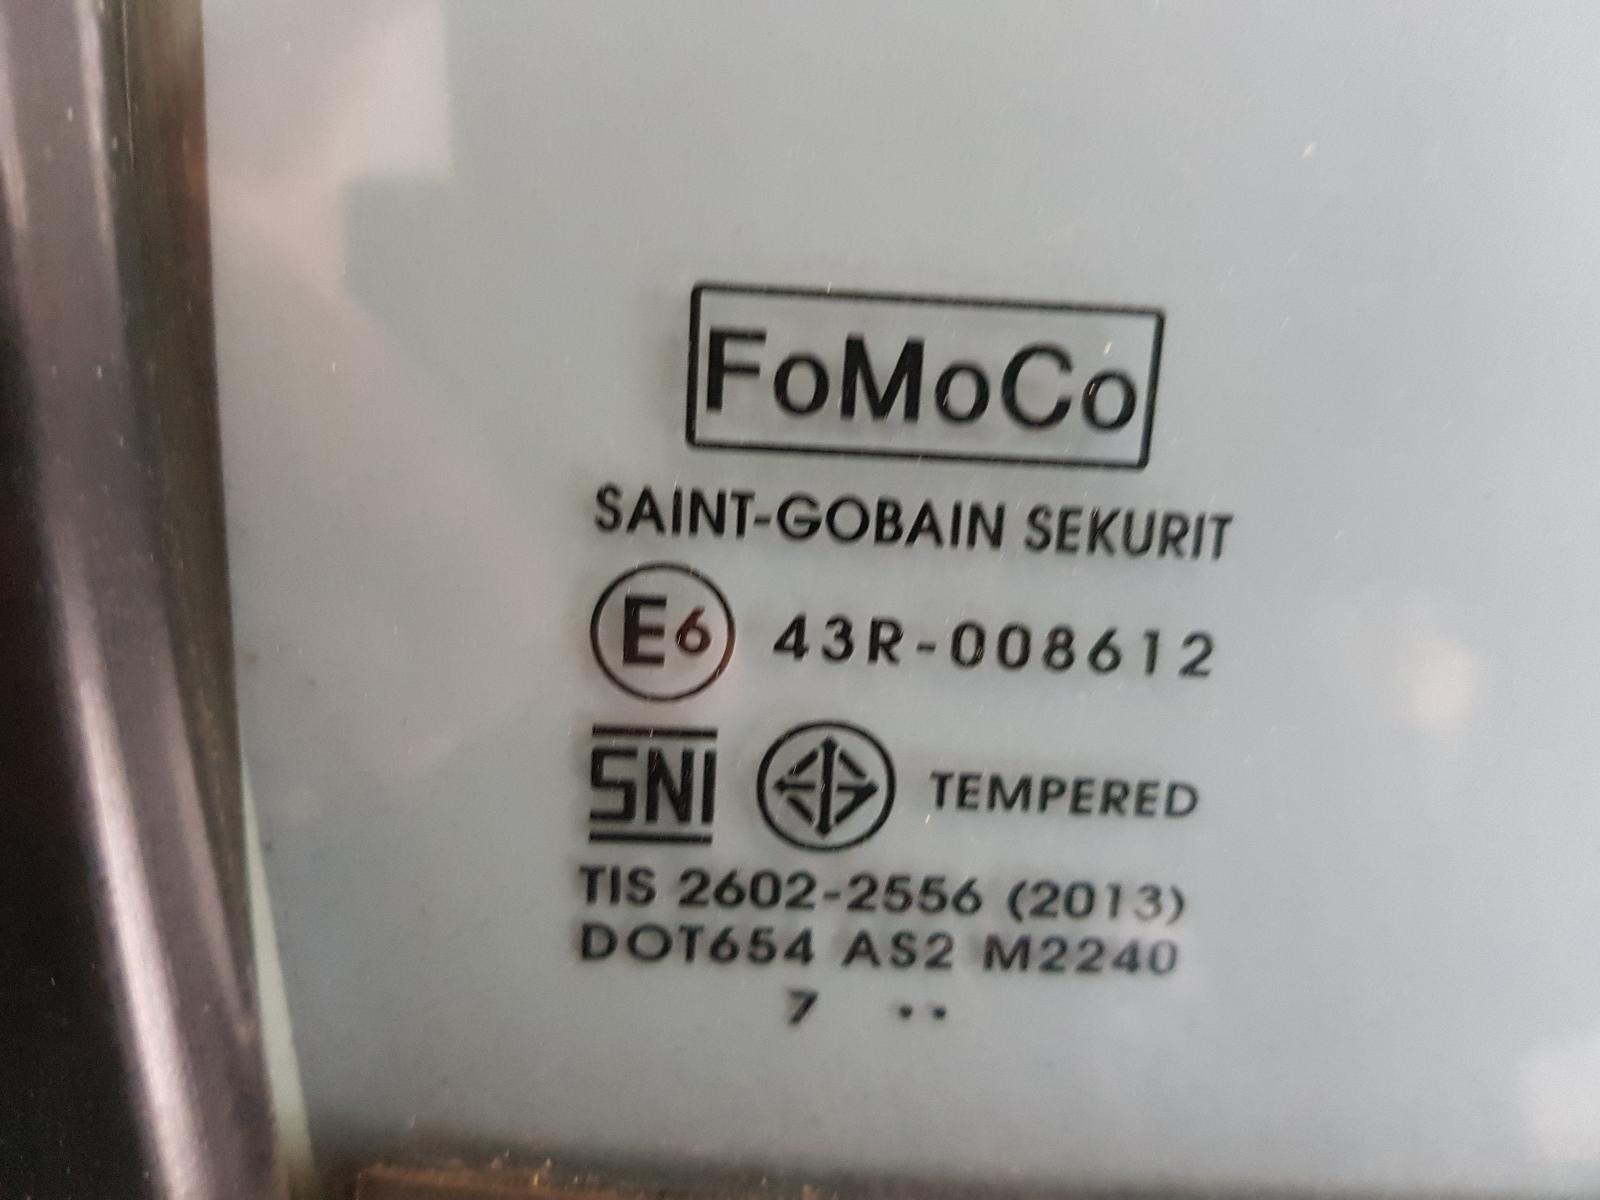 FoMoCo
SAINT-GOBAIN SEKURIT
E6 43R-008612
SNI TEMPERED
TIS 2602-2556 (2013)
DOT654 AS2 M2240
7 ..